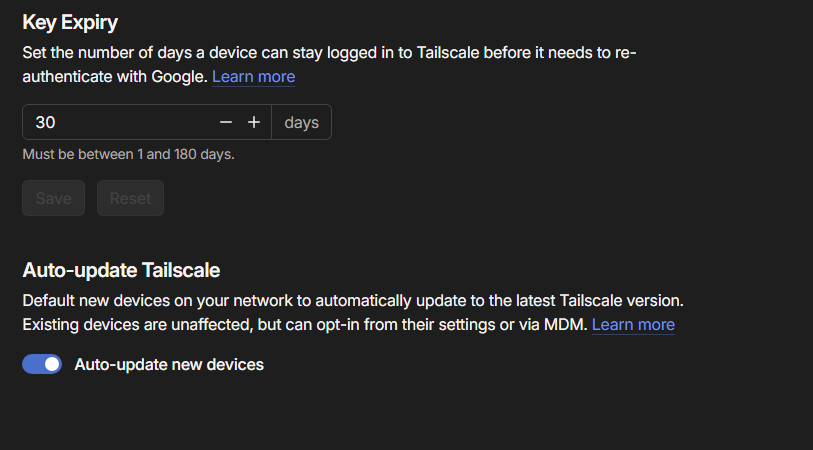 Key Expiry
Set the number of days a device can stay logged in to Tailscale before it needs to re-
authenticate with Google. Learn more
30 days
Must be between 1 and 180 days.
Save Reset
Auto-update Tailscale
Default new devices on your network to automatically update to the latest Tailscale version.
Existing devices are unaffected, but can opt-in from their settings or via MDM. Learn more
Auto-update new devices